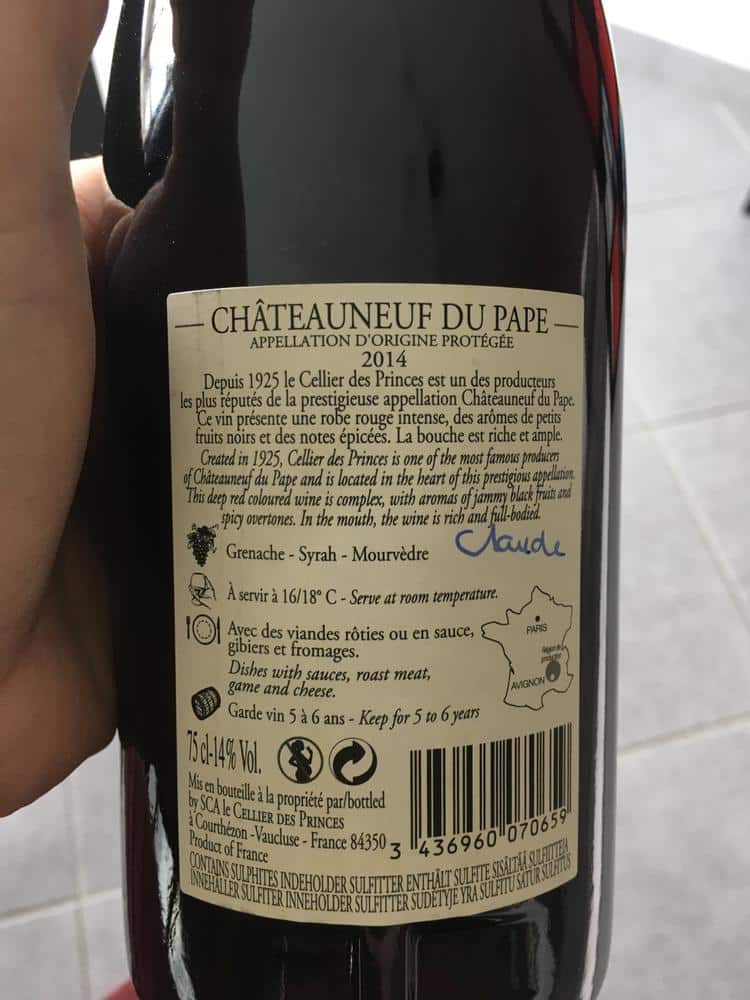 CHÂTEAUNEUF DU PAPE
APPELLATION D'ORIGINE PROTÉGÉE
2014
Depuis 1925 le Cellier des Princes est un des producteurs
les plus réputés de la prestigieuse appellation Châteauneuf du Pape.
Ce vin présente une robe rouge intense, des arômes de petits
fruits noirs et des notes épicées. La bouche est riche et ample.
Created in 1925, Cellier des Princes is one of the most famous producers
of Châteauneuf du Pape and is located in the heart of this prestigious appellation.
This deep red coloured wine is complex, with aromas of jammy black fruits and
spicy overtones. In the mouth, the wine is rich and full-bodied.
Claude
Grenache - Syrah - Mourvèdre
À servir à 16/18° C - Serve at room temperature.
PARIS
Région de
production
AVIGNON
Avec des viandes rôties ou en sauce,
gibiers et fromages.
Dishes with sauces, roast meat,
game and cheese.
Garde vin 5 à 6 ans - Keep for 5 to 6 years
75 cl-14% Vol.
Mis en bouteille à la propriété par/bottled
by SCA le CELLIER DES PRINCES
à Courthézon -Vaucluse - France 84350
Product of France
3 436960 070659
CONTAINS SULPHITES INDEHOLDER SULFITTER ENTHÄLT SULFITE SISÄLTÄÄ SULFIITTEJA
INNEHÅLLER SULFITER INNEHOLDER SULFITTER SUDETYJE YRA SULFITU SATUR SULFITUS